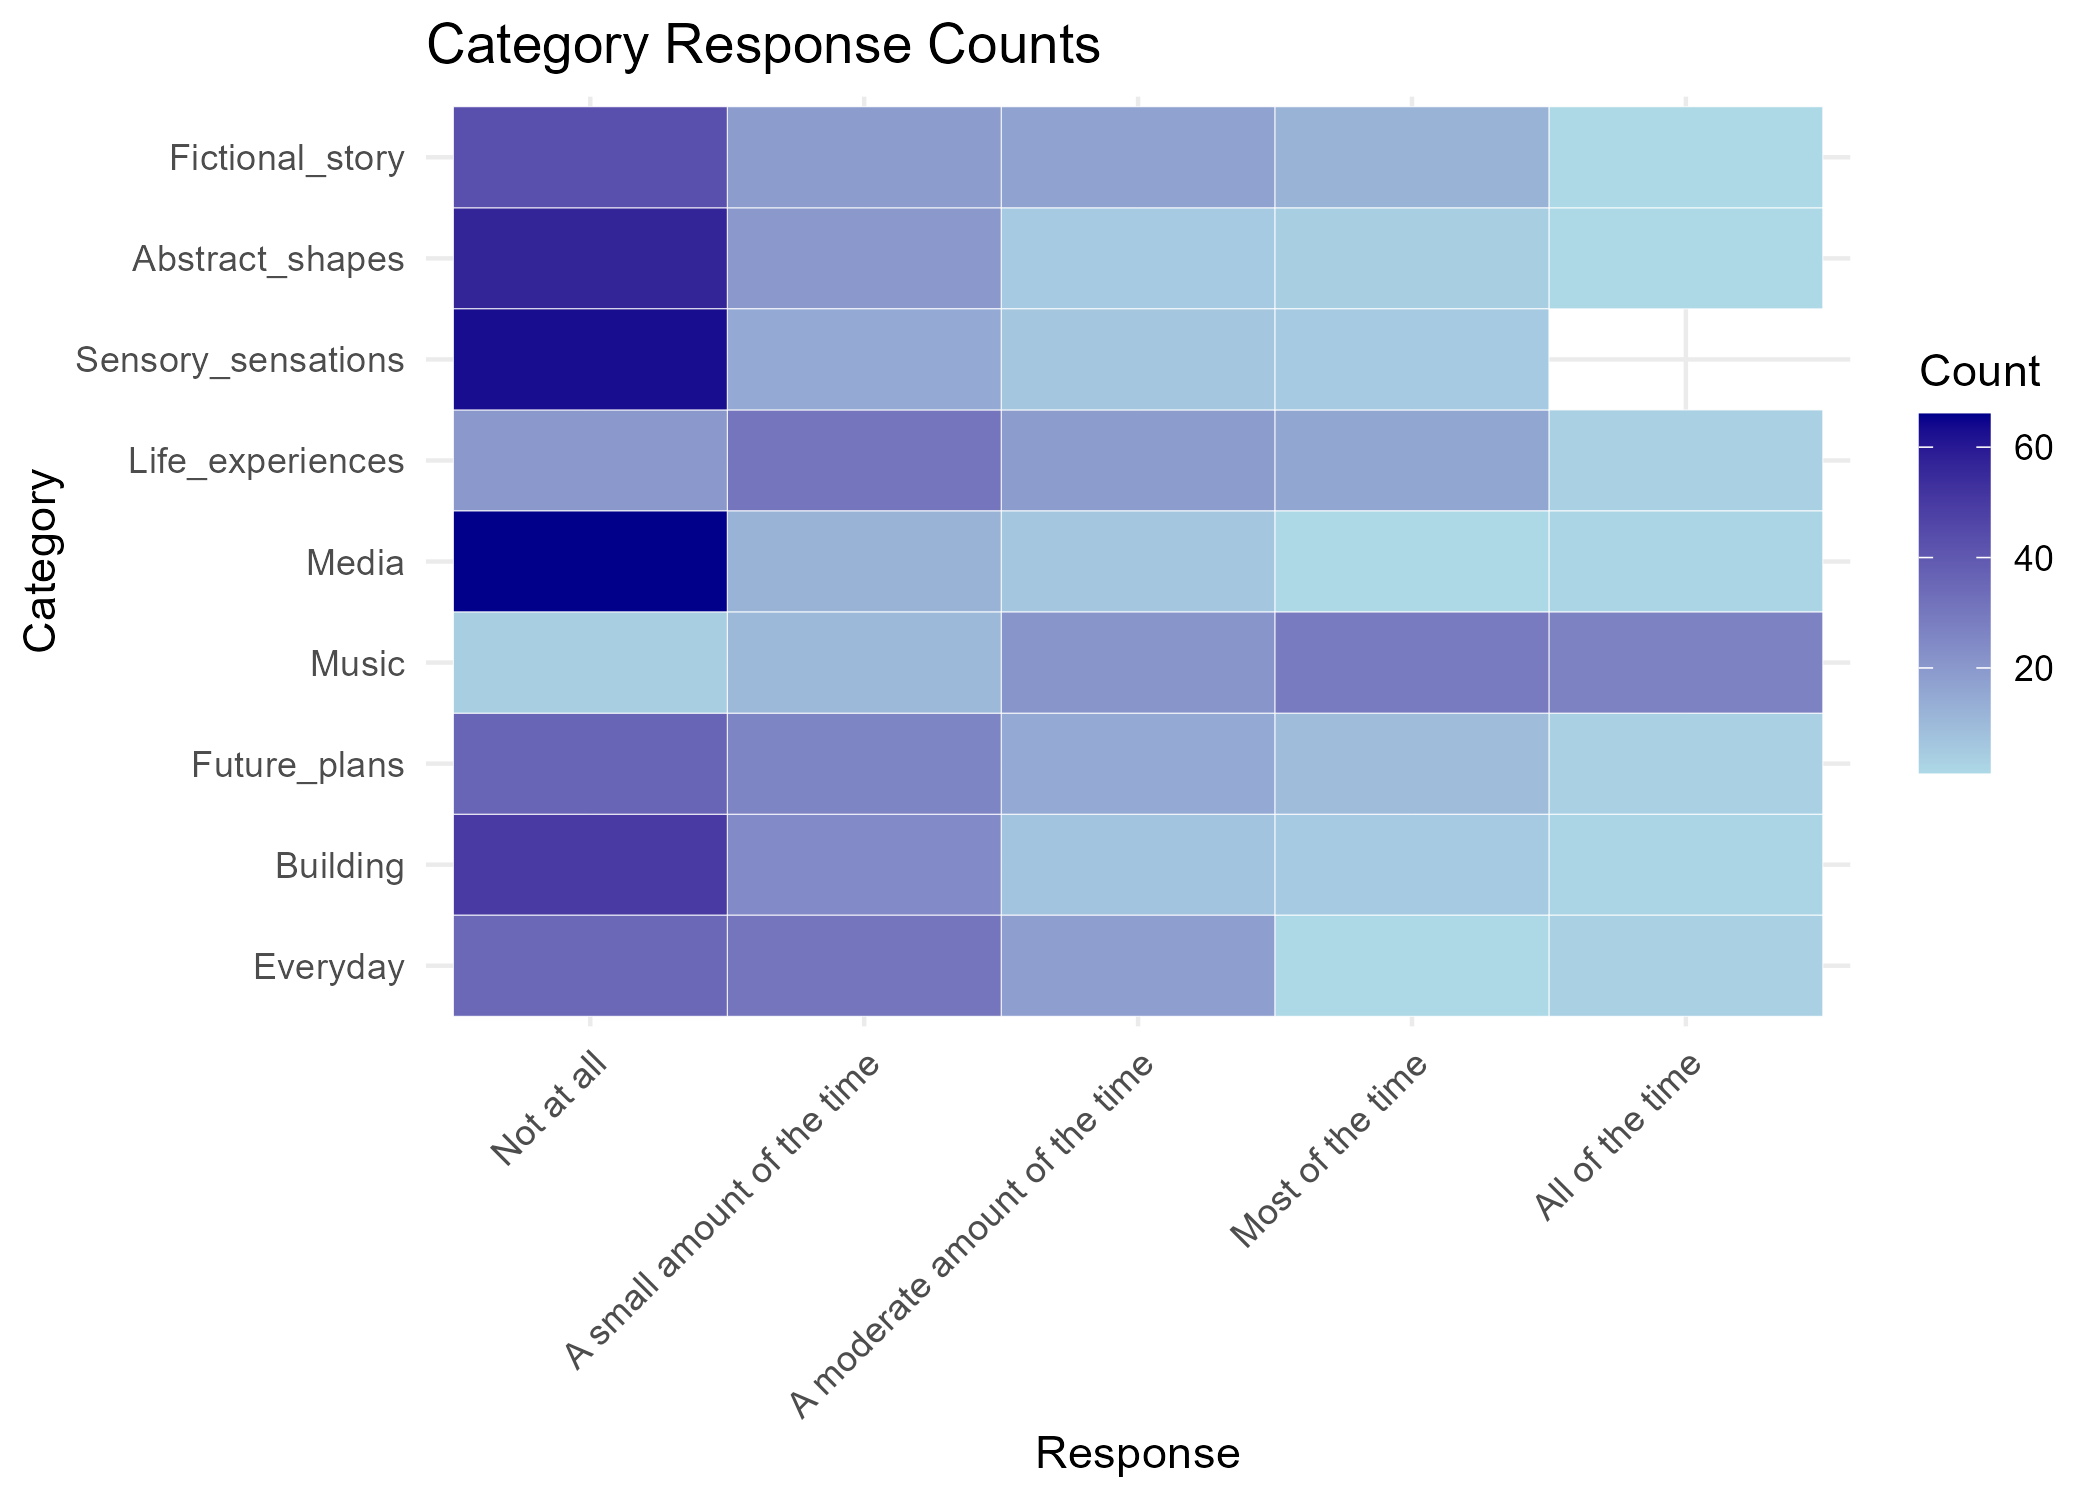 Category Response Counts
Category
Fictional_story
Abstract_shapes
Sensory_sensations
Life_experiences
Media
Music
Future_plans
Building
Everyday
Not at all
A small amount of the time
A moderate amount of the time
Most of the time
All of the time
Response
Count
60
40
20